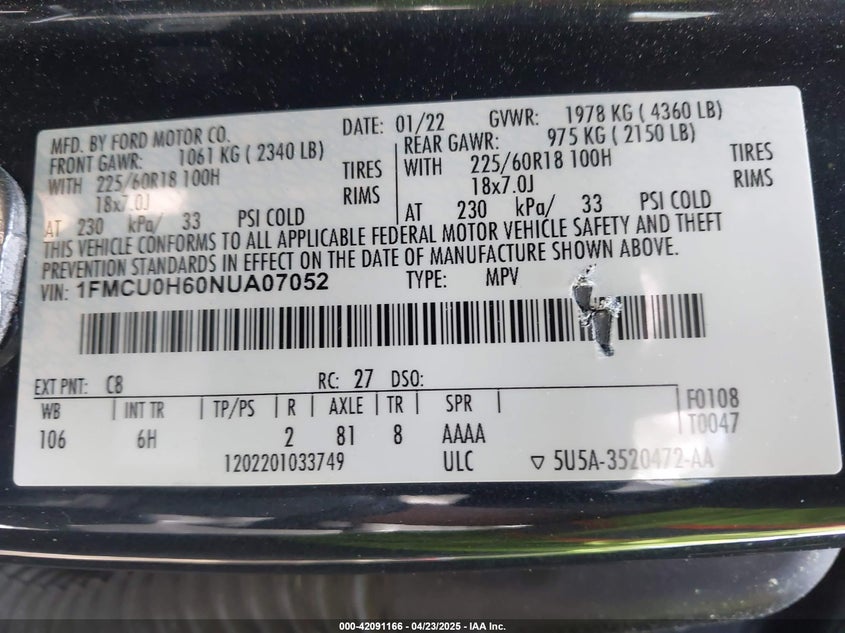 MFD. BY FORD MOTOR CO. DATE: 01/22 GVWR: 1978 KG ( 4360 LB)
FRONT GAWR: 1061 KG ( 2340 LB) REAR GAWR: 975 KG ( 2150 LB)
WITH 225/60R18 100H TIRES WITH 225/60R18 100H TIRES
18x7.0J RIMS 18x7.0J RIMS
AT 230 kPa/ 33 PSI COLD AT 230 kPa/ 33 PSI COLD
THIS VEHICLE CONFORMS TO ALL APPLICABLE FEDERAL MOTOR VEHICLE SAFETY AND THEFT
PREVENTION STANDARDS IN EFFECT ON THE DATE OF MANUFACTURE SHOWN ABOVE.
VIN: 1FMCU0H60NUA07052 TYPE: MPV
EXT PNT: C8 RC: 27 DSO:
WB INT TR TP/PS R AXLE TR SPR F0108
106 6H 2 81 8 AAAA T0047
1202201033749 ULC ▽ 5U5A-3520472-AA
000-42091166 - 04/23/2025 - IAA Inc.